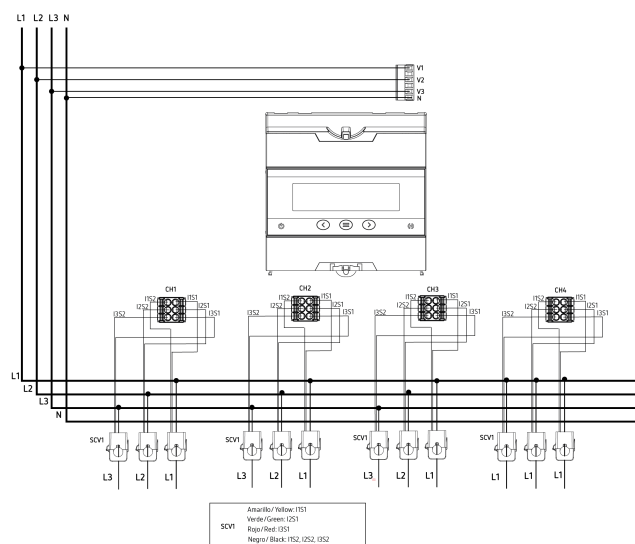 L1 L2 L3 N
V1
V2
V3
N
CH1
I1S2 I1S1
I2S2 I2S1
I3S2 I3S1
CH2
I1S2 I1S1
I2S2 I2S1
I3S2 I3S1
CH3
I1S2 I1S1
I2S2 I2S1
I3S2 I3S1
CH4
I1S2 I1S1
I2S2 I2S1
I3S2 I3S1
L1
L2
L3
N
SCV1
SCV1
SCV1
SCV1
L3 L2 L1
L3 L2 L1
L3 L2 L1
L1 L1 L1
SCV1
Amarillo/Yellow: I1S1
Verde/Green: I2S1
Rojo/Red: I3S1
Negro/Black: I1S2, I2S2, I3S2